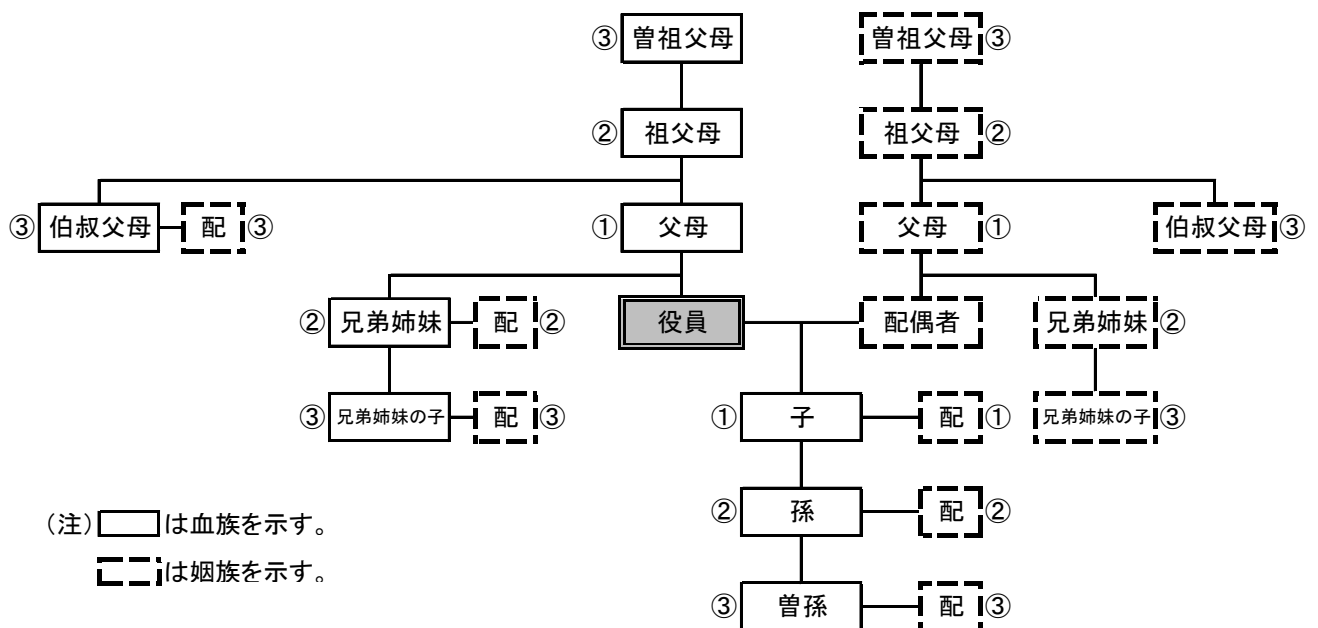 ③ 曽祖父母 曽祖父母 ③
② 祖父母 祖父母 ②
③ 伯叔父母 配 ③ ① 父母 父母 ① 伯叔父母 ③
② 兄弟姉妹 配 ② 役員 配偶者 兄弟姉妹 ②
③ 兄弟姉妹の子 配 ③ ① 子 配 ① 兄弟姉妹の子 ③
② 孫 配 ②
(注) は血族を示す。
は姻族を示す。
③ 曽孫 配 ③